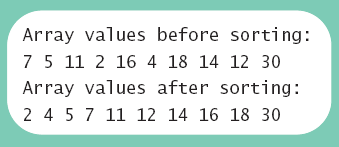 Array values before sorting:
7 5 11 2 16 4 18 14 12 30
Array values after sorting:
2 4 5 7 11 12 14 16 18 30